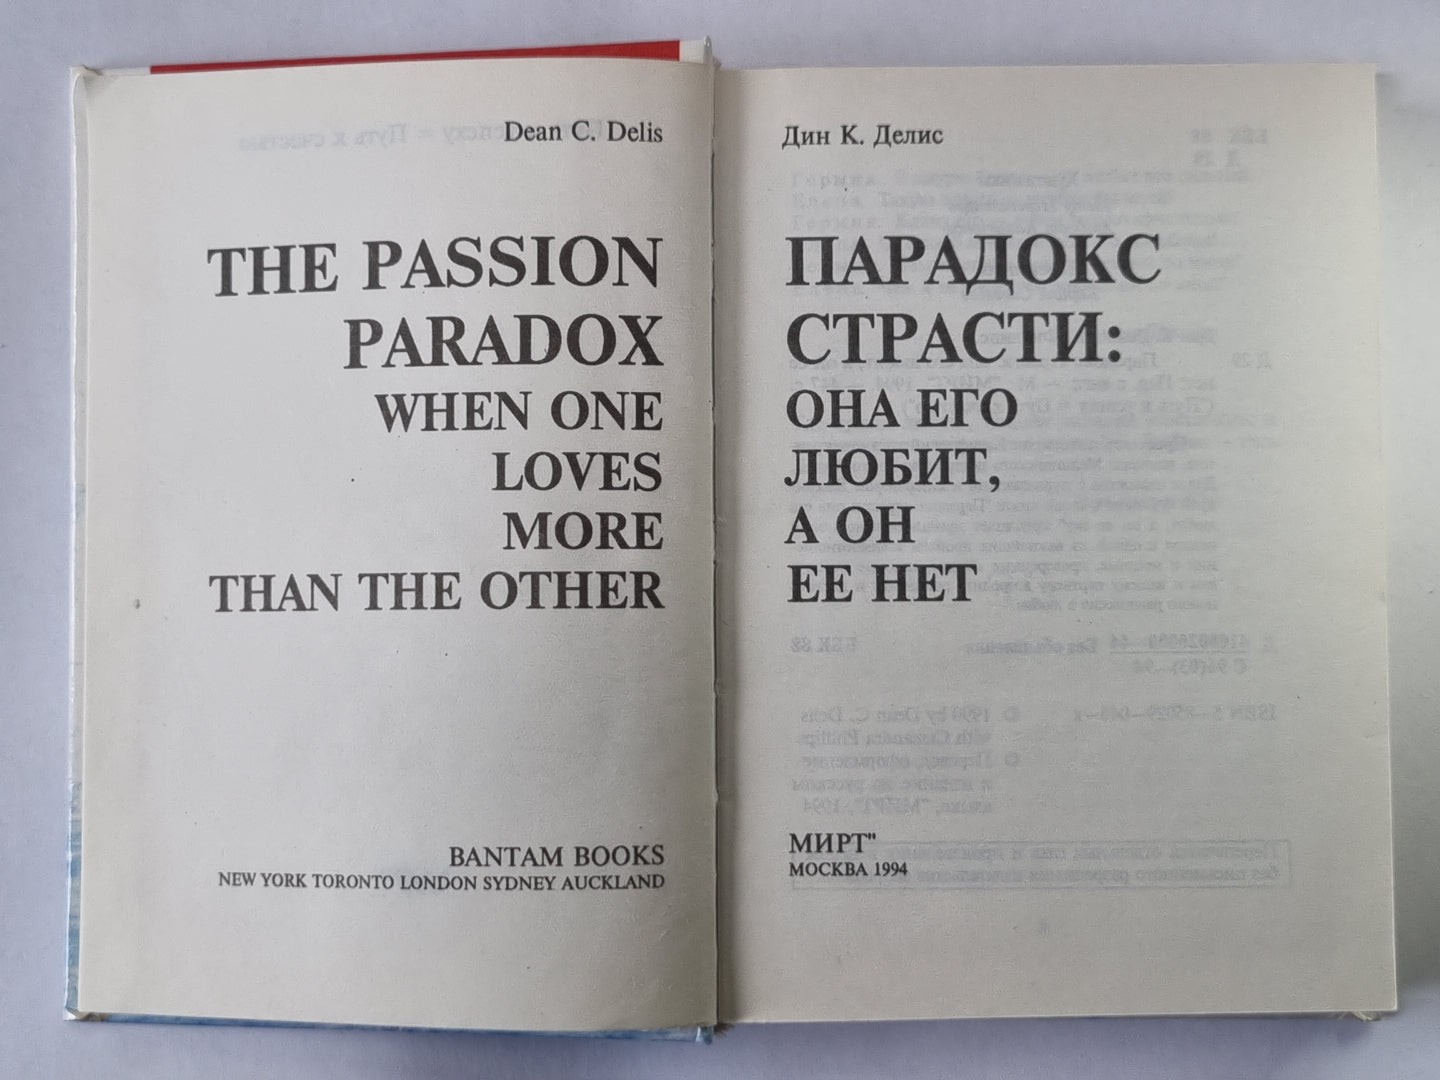 Dean C. Delis
THE PASSION
PARADOX
WHEN ONE
LOVES
MORE
THAN THE OTHER
BANTAM BOOKS
NEW YORK TORONTO LONDON SYDNEY AUCKLAND
Дин К. Делис
ПАРАДОКС
СТРАСТИ:
ОНА ЕГО
ЛЮБИТ,
А ОН
ЕЕ НЕТ
МИРТ"
МОСКВА 1994